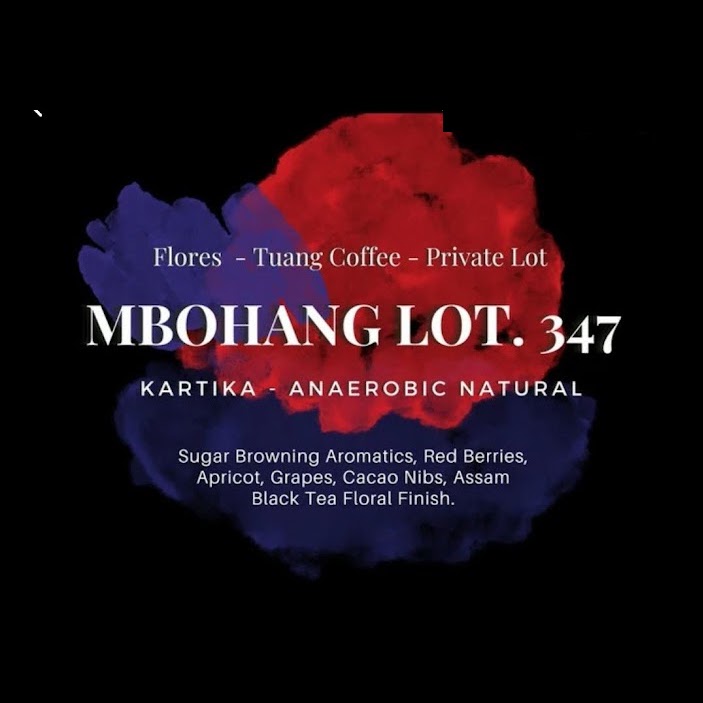 Flores - Tuang Coffee - Private Lot
MBOHANG LOT. 347
KARTIKA - ANAEROBIC NATURAL
Sugar Browning Aromatics, Red Berries,
Apricot, Grapes, Cacao Nibs, Assam
Black Tea Floral Finish.